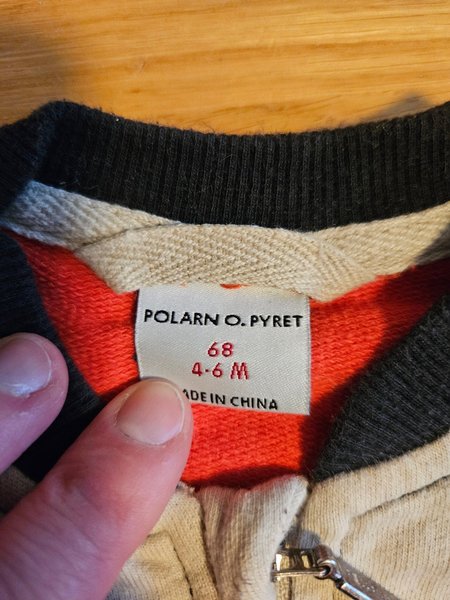 POLARN O. PYRET
68
4-6 M
ADE IN CHINA